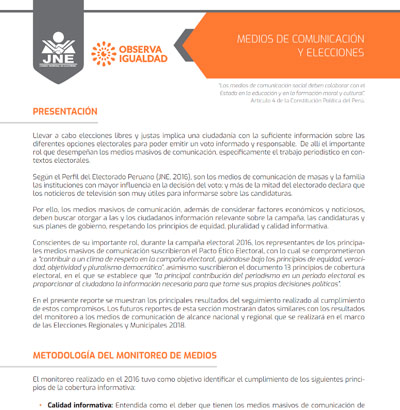 JNE
OBSERVA
IGUALDAD
MEDIOS DE COMUNICACIÓN
Y ELECCIONES
"Los medios de comunicación social deben colaborar con el
Estado en la educación y en la formación moral y cultural"
Artículo 4 de la Constitución Política del Perú.
PRESENTACIÓN
Llevar a cabo elecciones libres y justas implica una ciudadanía con la suficiente información sobre las
diferentes opciones electorales para poder emitir un voto informado y responsable. De allí el importante
rol que desempeñan los medios masivos de comunicación, específicamente el trabajo periodístico en con-
textos electorales.
Según el Perfil del Electorado Peruano (JNE, 2016), son los medios de comunicación de masas y la familia
las instituciones con mayor influencia en la decisión del voto; y más de la mitad del electorado declara que
los noticieros de televisión son muy útiles para informarse sobre las candidaturas.
Por ello, los medios masivos, además de considerar factores económicos y noticiosos,
deben buscar otorgar a las y los ciudadanos información relevante sobre la campaña, las candidaturas y
sus planes de gobierno, respetando los principios de equidad, pluralidad y calidad informativa.
Conscientes de su importante rol, durante la campaña electoral 2016, los representantes de los principa-
les medios masivos de comunicación suscribieron el Pacto Ético Electoral, con lo cual se comprometieron
a "contribuir a un clima de respeto en la campaña electoral, guiándose bajo los principios de equidad, veraci-
dad, objetividad y pluralismo democrático"; asimismo suscribieron el documento 13 principios de cobertura
electoral, en el que se establece que "la principal contribución del periodismo en un periodo electoral es
proporcionar al ciudadano la información necesaria para que tome sus propias decisiones políticas".
En el presente reporte se muestran los principales resultados del seguimiento realizado al cumplimiento
de estos compromisos. Los futuros reportes de esta sección mostrarán datos similares con los resultados
del monitoreo a los medios de comunicación de alcance nacional y regional que se realizará en el marco
de las Elecciones Regionales y Municipales 2018.
METODOLOGÍA DEL MONITOREO DE MEDIOS
El monitoreo realizado en el 2016 tuvo como objetivo identificar el cumplimiento de los siguientes princi-
pios de la cobertura informativa:
• Calidad informativa: Entendida como el deber que tienen los medios masivos de comunicación de